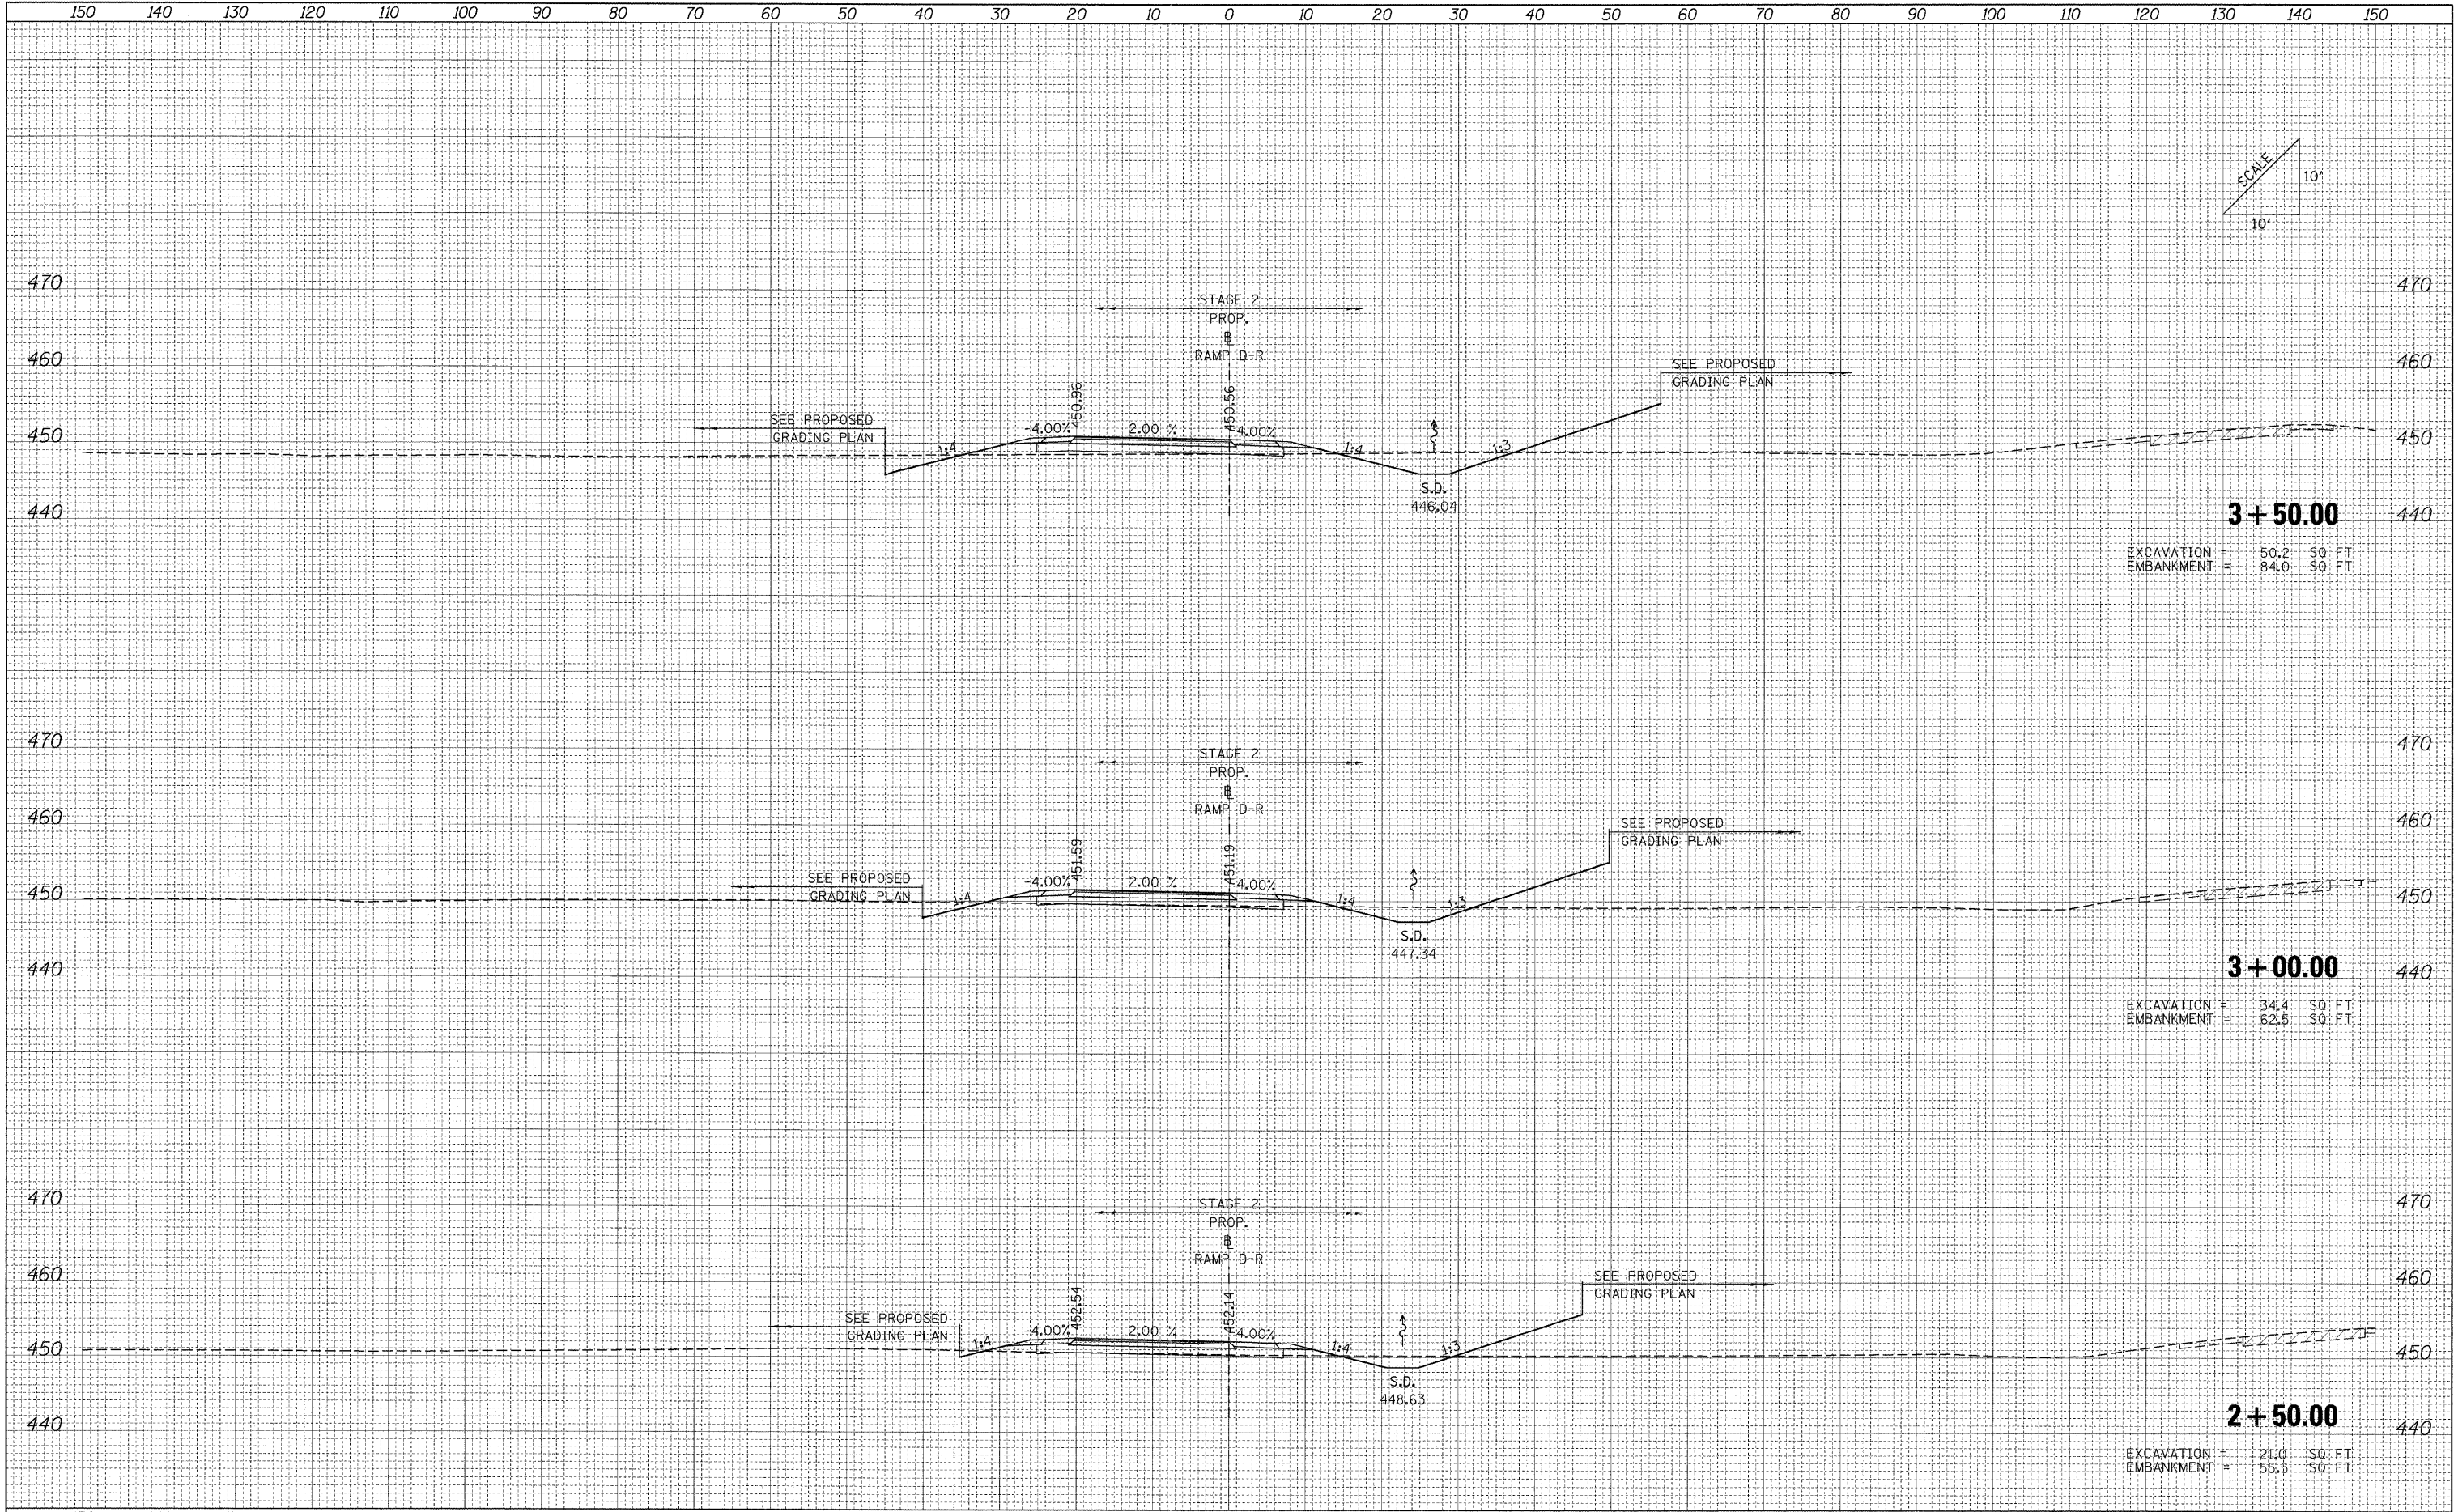 150 140 130 120 110 100 90 80 70 60 50 40 30 20 10 0 10 20 30 40 50 60 70 80 90 100 110 120 130 140 150
SCALE
10'
10'
470 470
STAGE 2
PROP.
RAMP D-R
460 460
SEE PROPOSED
GRADING PLAN
SEE PROPOSED
GRADING PLAN
450.96
450.56
450 450
1:4 -4.00% 2.00 % 4.00% 1:4 1:3
S.D.
446.04
440 440
3+50.00
EXCAVATION = 50.2 SQ FT
EMBANKMENT = 84.0 SQ FT
470 470
STAGE 2
PROP.
RAMP D-R
460 460
SEE PROPOSED
GRADING PLAN
SEE PROPOSED
GRADING PLAN
451.59
451.19
450 450
1:4 -4.00% 2.00 % 4.00% 1:4 1:3
S.D.
447.34
440 440
3+00.00
EXCAVATION = 34.4 SQ FT
EMBANKMENT = 62.5 SQ FT
470 470
STAGE 2
PROP.
RAMP D-R
460 460
SEE PROPOSED
GRADING PLAN
SEE PROPOSED
GRADING PLAN
452.54
452.14
450 450
1:4 -4.00% 2.00 % 4.00% 1:4 1:3
S.D.
448.63
440 440
2+50.00
EXCAVATION = 21.0 SQ FT
EMBANKMENT = 55.5 SQ FT